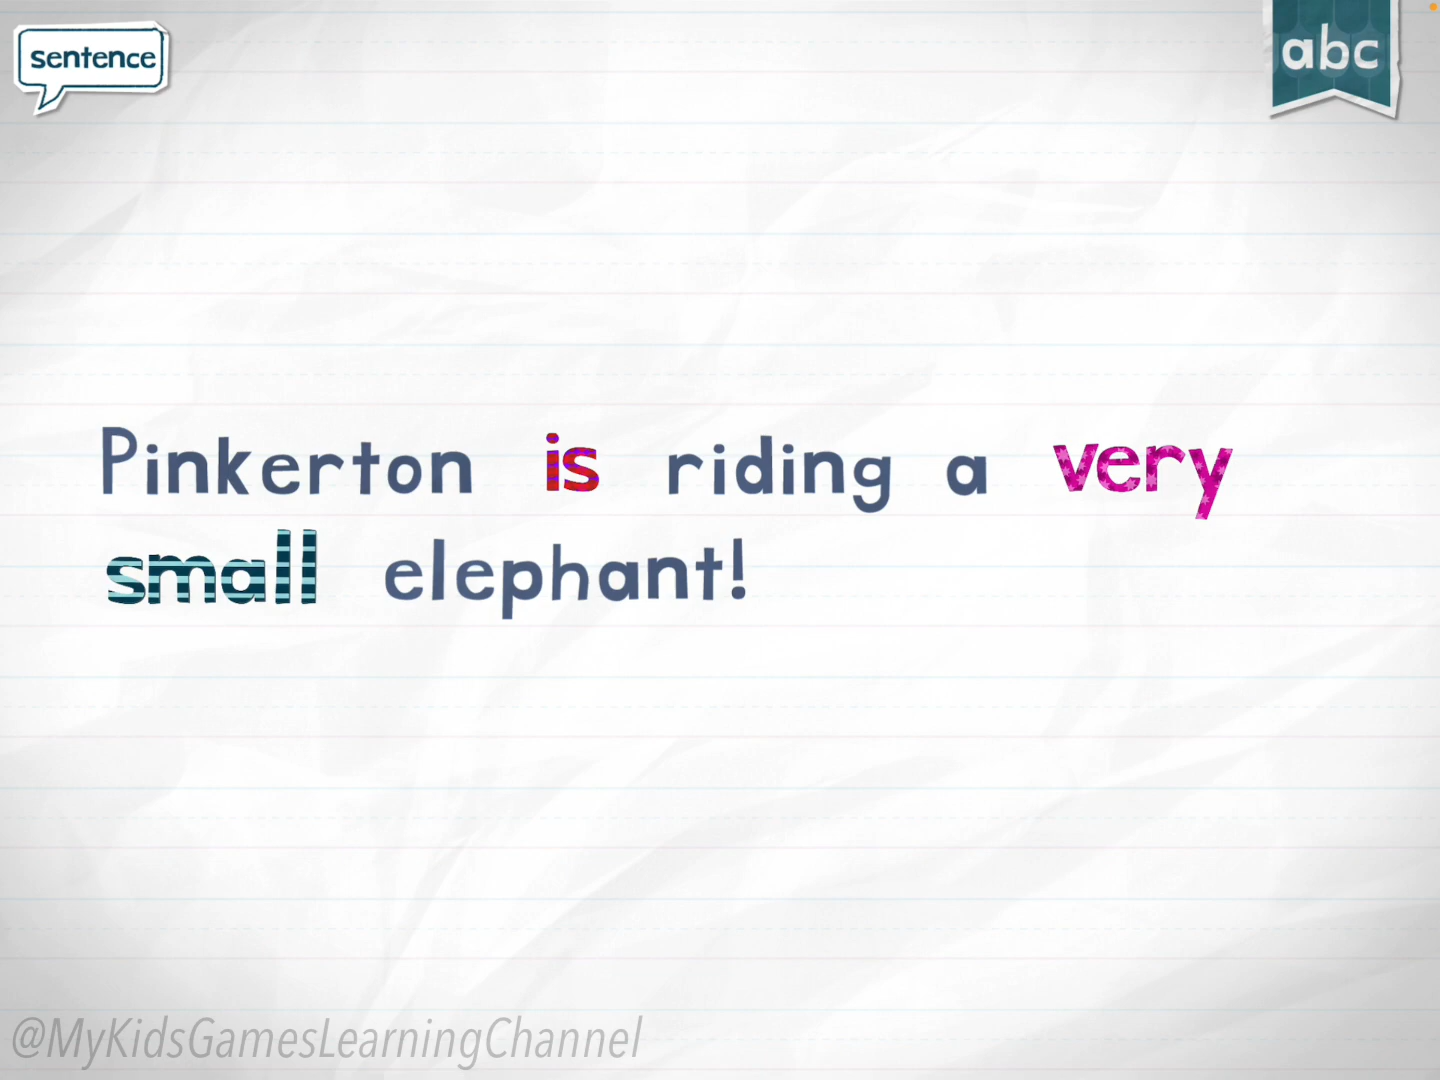 sentence
abc
Pinkerton is riding a very
small elephant!
@MyKidsGamesLearningChannel